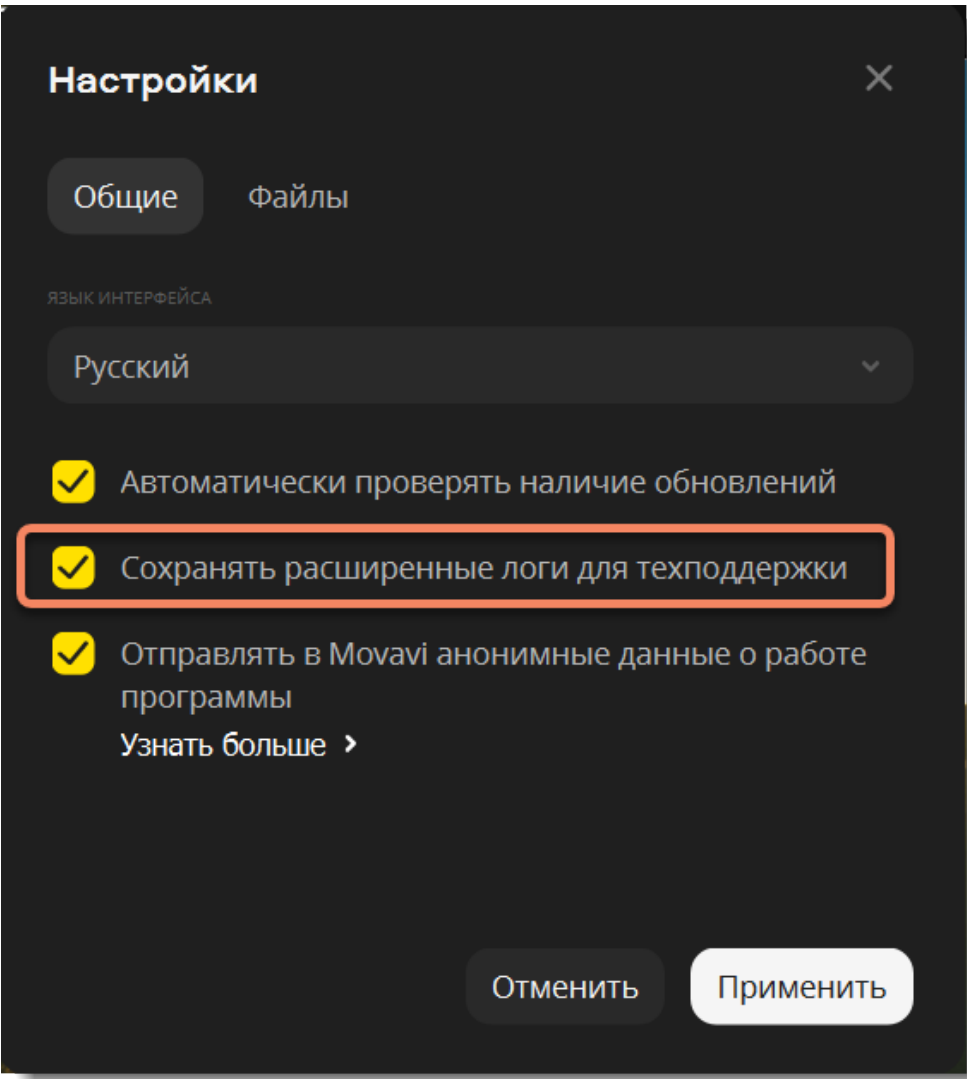 Настройки
Общие Файлы
ЯЗЫК ИНТЕРФЕЙСА
Русский
Автоматически проверять наличие обновлений
Сохранять расширенные логи для техподдержки
Отправлять в Movavi анонимные данные о работе
программы
Узнать больше
Отменить Применить